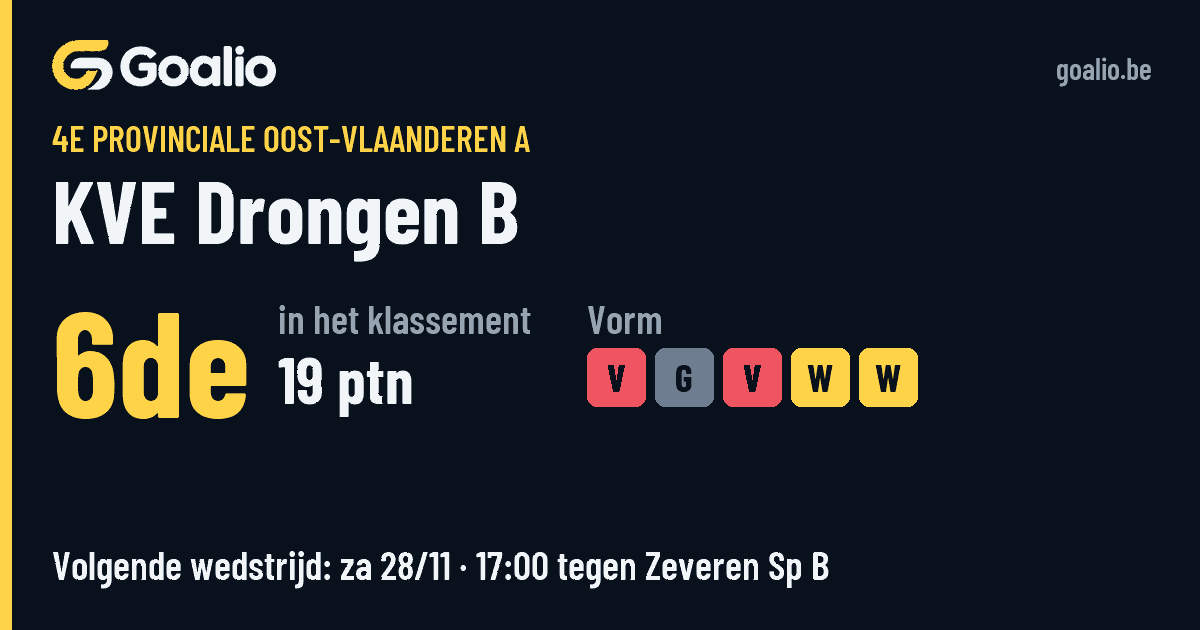 Goalio
goalio.be
4E PROVINCIALE OOST-VLAANDEREN A
KVE Drongen B
6de
in het klassement
19 ptn
Vorm
V G V W W
Volgende wedstrijd: za 28/11 · 17:00 tegen Zeveren Sp B